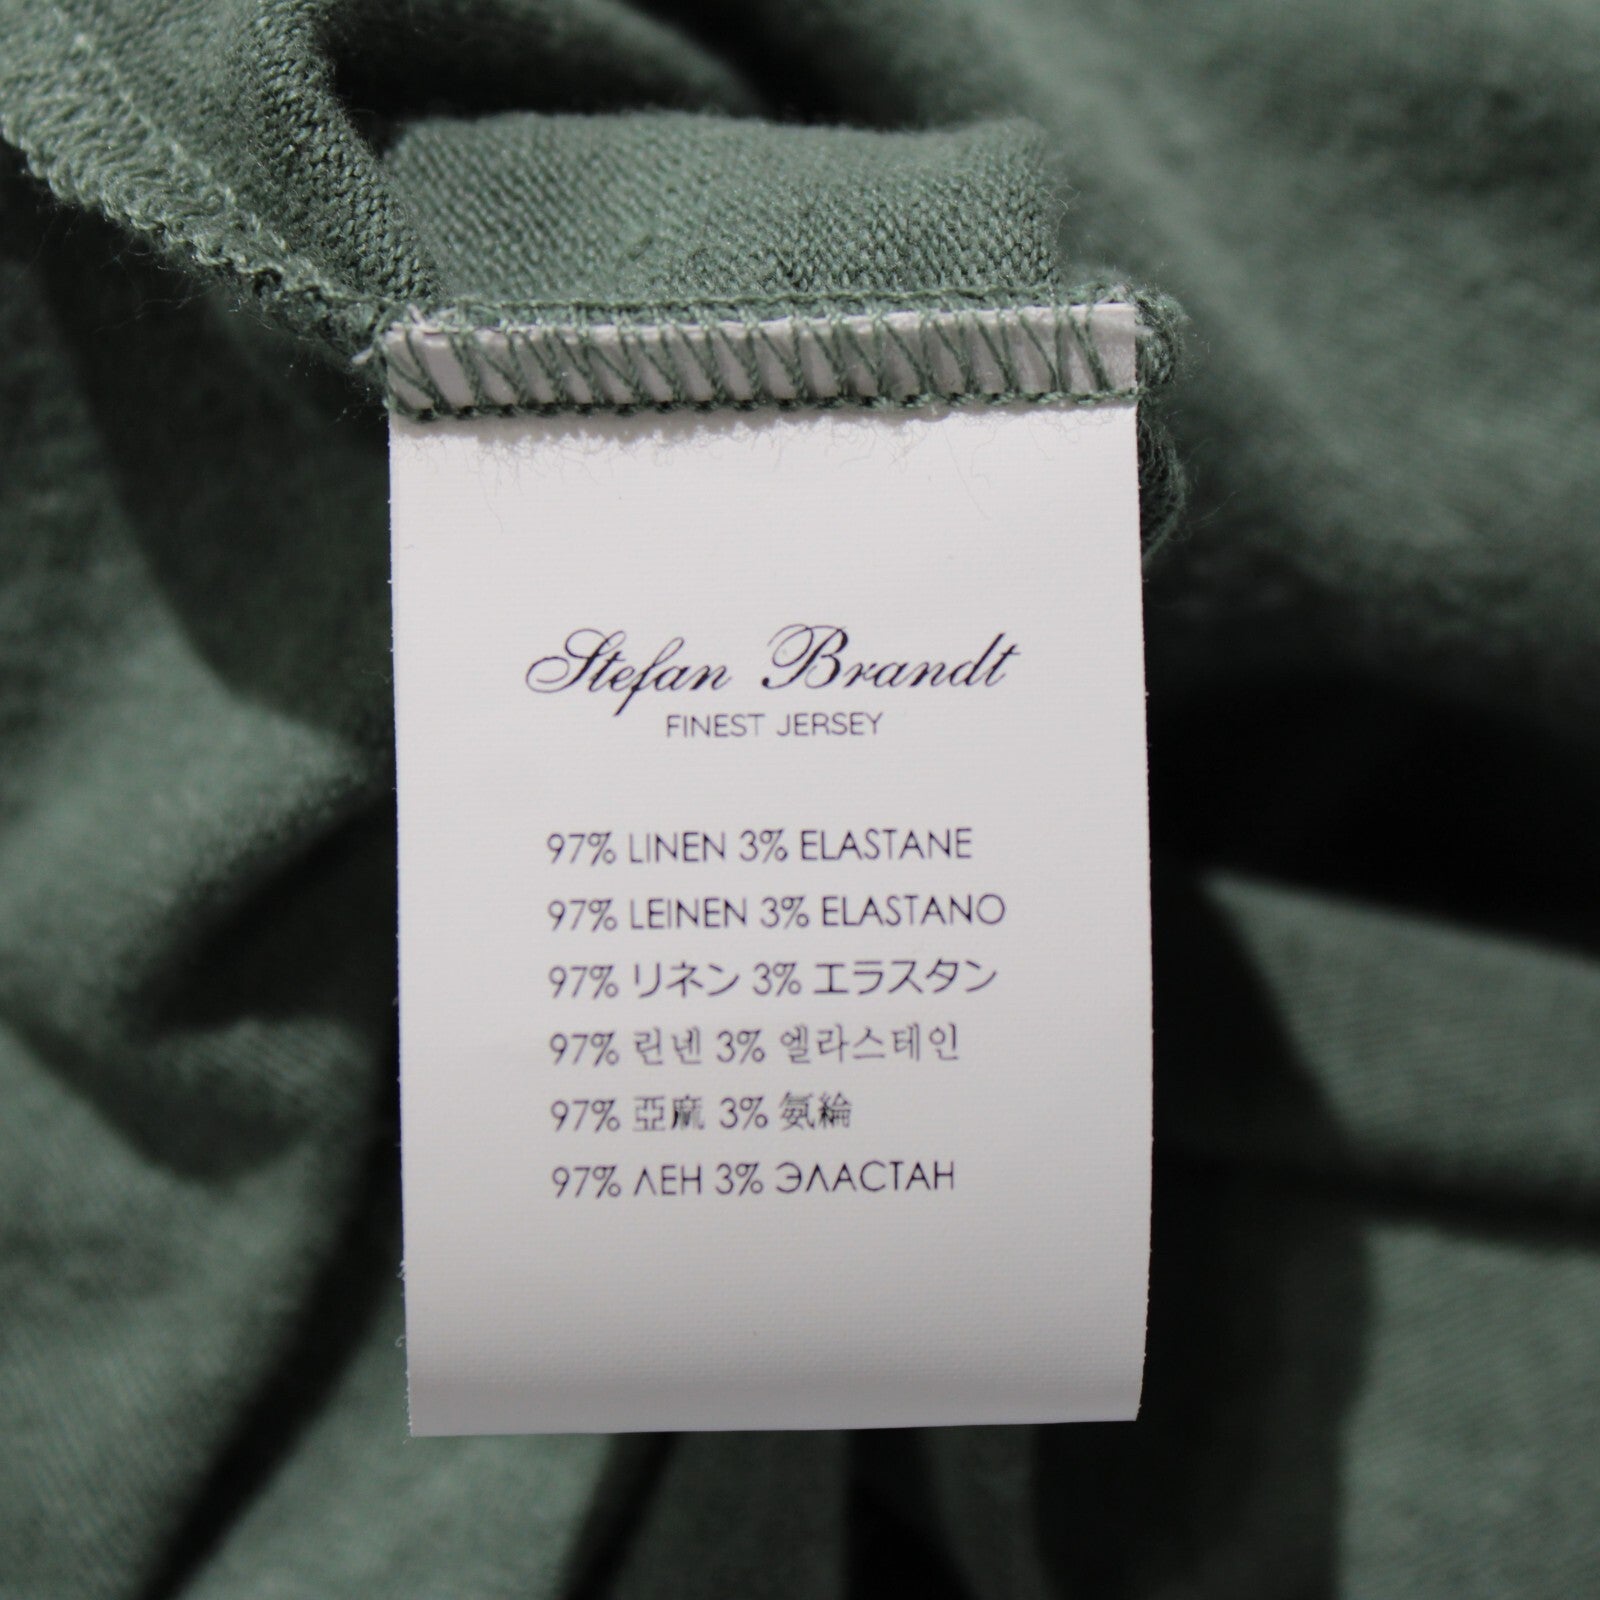 Stefan Brandt
FINEST JERSEY
97% LINEN 3% ELASTANE
97% LEINEN 3% ELASTANO
97% リネン 3% エラスタン
97% 린넨 3% 엘라스테인
97% 亞麻 3% 氨綸
97% ЛЕН 3% ЭЛАСТАН